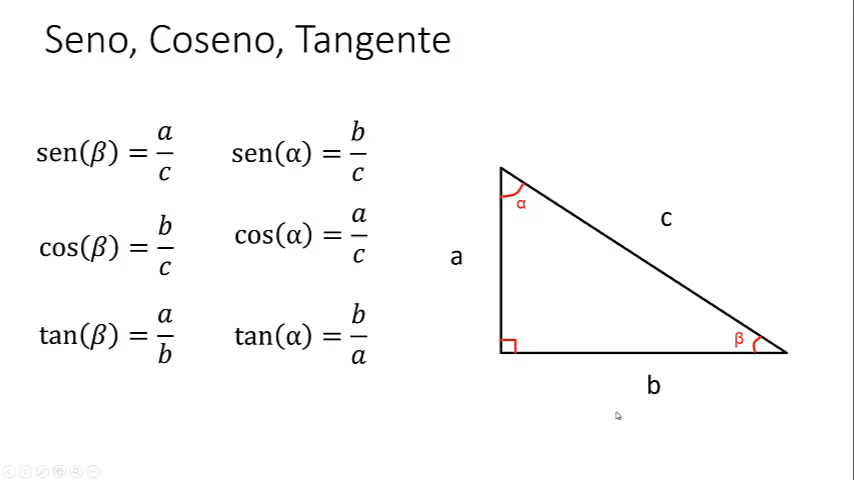 Seno, Coseno, Tangente
sen(β) = a/c
sen(α) = b/c
cos(β) = b/c
cos(α) = a/c
tan(β) = a/b
tan(α) = b/a
α
c
a
β
b